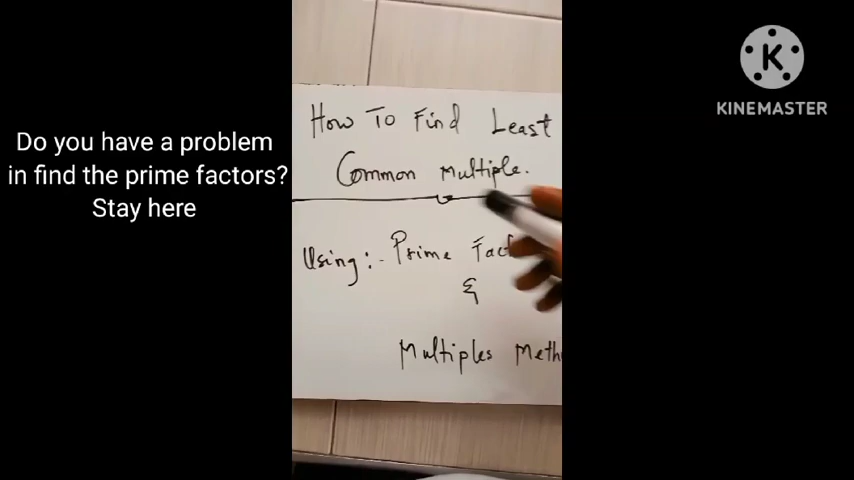 Do you have a problem
in find the prime factors?
Stay here
KINEMASTER
How To Find Least
Common Multiple.
Using:- Prime
&
Multiples